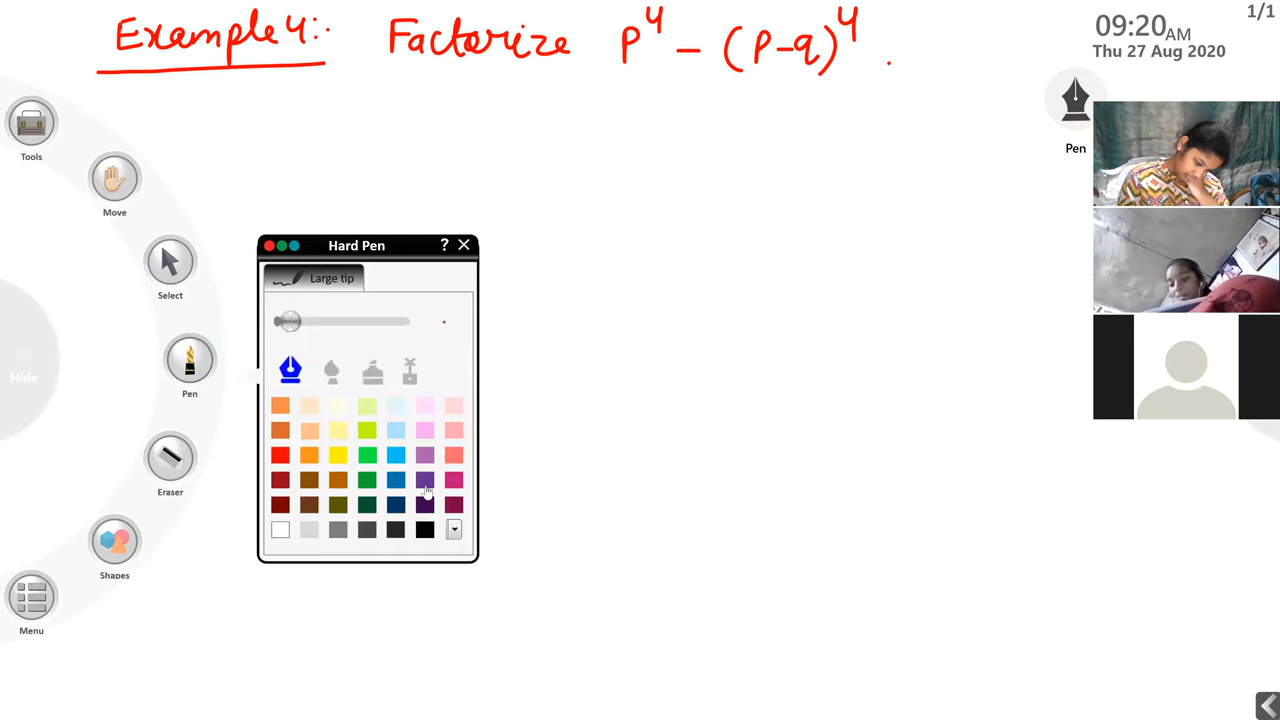 Example 4:. Factorize p⁴ – (p-q)⁴ .
1/1
09:20AM
Thu 27 Aug 2020
Tools
Move
Pen
Hard Pen ?
Large tip
Select
Hide
Pen
Eraser
Shapes
Menu